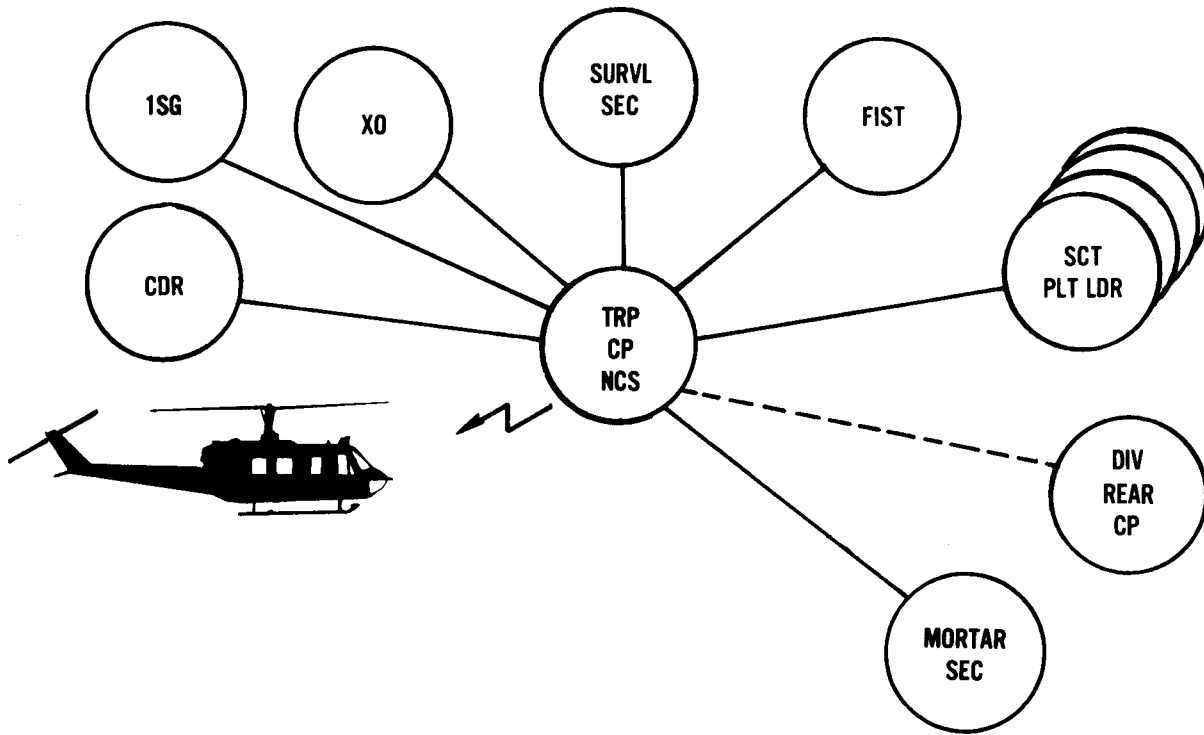 1SG
XO
SURVL
SEC
FIST
CDR
SCT
PLT LDR
TRP
CP
NCS
DIV
REAR
CP
MORTAR
SEC